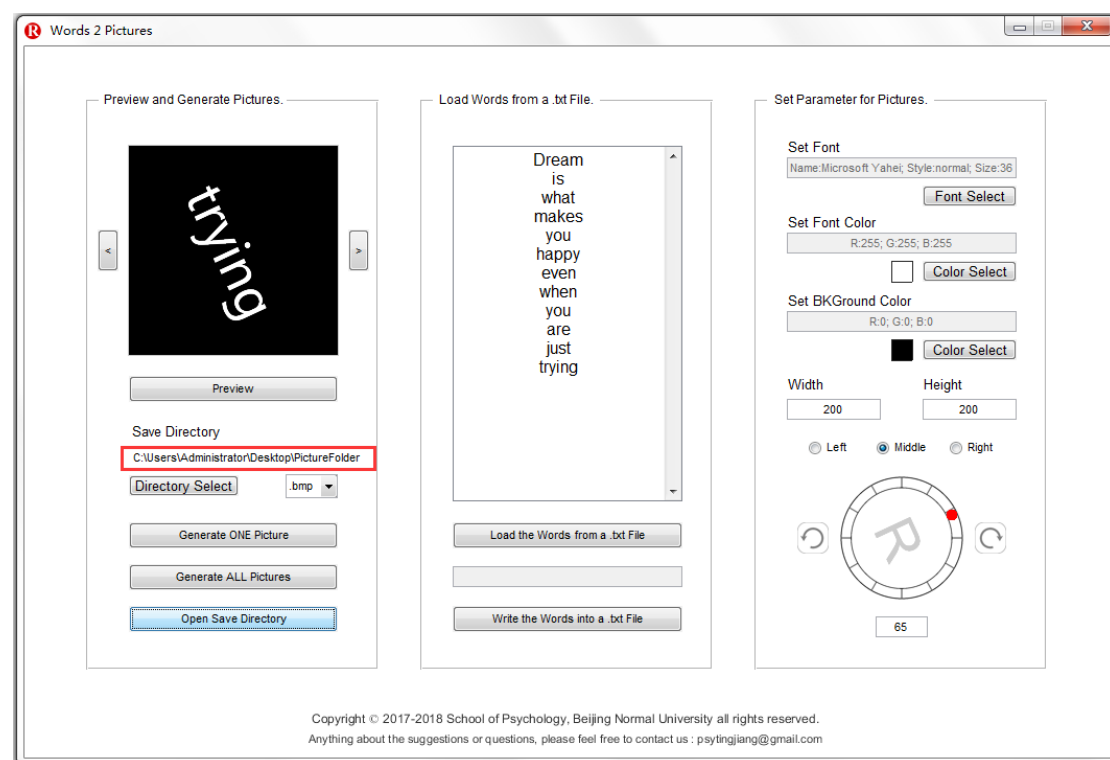 Words 2 Pictures
Preview and Generate Pictures.
trying
<
>
Preview
Save Directory
C:\Users\Administrator\Desktop\PictureFolder
Directory Select
.bmp
Generate ONE Picture
Generate ALL Pictures
Open Save Directory
Load Words from a .txt File.
Dream
is
what
makes
you
happy
even
when
you
are
just
trying
Load the Words from a .txt File
Write the Words into a .txt File
Set Parameter for Pictures.
Set Font
Name:Microsoft Yahei; Style:normal; Size:36
Font Select
Set Font Color
R:255; G:255; B:255
Color Select
Set BKGround Color
R:0; G:0; B:0
Color Select
Width Height
200 200
Left Middle Right
R
65
Copyright © 2017-2018 School of Psychology, Beijing Normal University all rights reserved.
Anything about the suggestions or questions, please feel free to contact us : psytingjiang@gmail.com